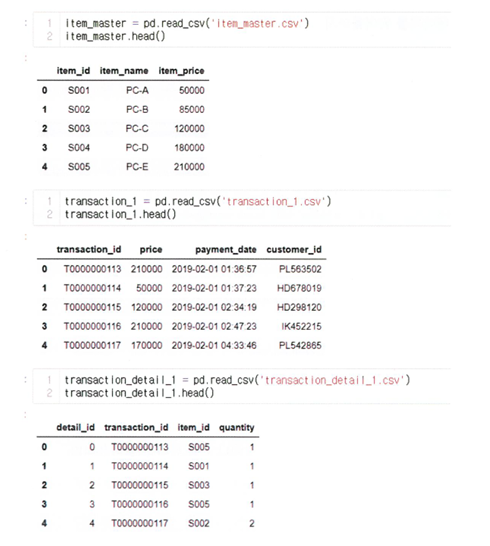 1 item_master = pd.read_csv('item_master.csv')
2 item_master.head()
item_id item_name item_price
0 S001 PC-A 50000
1 S002 PC-B 85000
2 S003 PC-C 120000
3 S004 PC-D 180000
4 S005 PC-E 210000
1 transaction_1 = pd.read_csv('transaction_1.csv')
2 transaction_1.head()
transaction_id price payment_date customer_id
0 T0000000113 210000 2019-02-01 01:36:57 PL563502
1 T0000000114 50000 2019-02-01 01:37:23 HD678019
2 T0000000115 120000 2019-02-01 02:34:19 HD298120
3 T0000000116 210000 2019-02-01 02:47:23 IK452215
4 T0000000117 170000 2019-02-01 04:33:46 PL542865
1 transaction_detail_1 = pd.read_csv('transaction_detail_1.csv')
2 transaction_detail_1.head()
detail_id transaction_id item_id quantity
0 0 T0000000113 S005 1
1 1 T0000000114 S001 1
2 2 T0000000115 S003 1
3 3 T0000000116 S005 1
4 4 T0000000117 S002 2